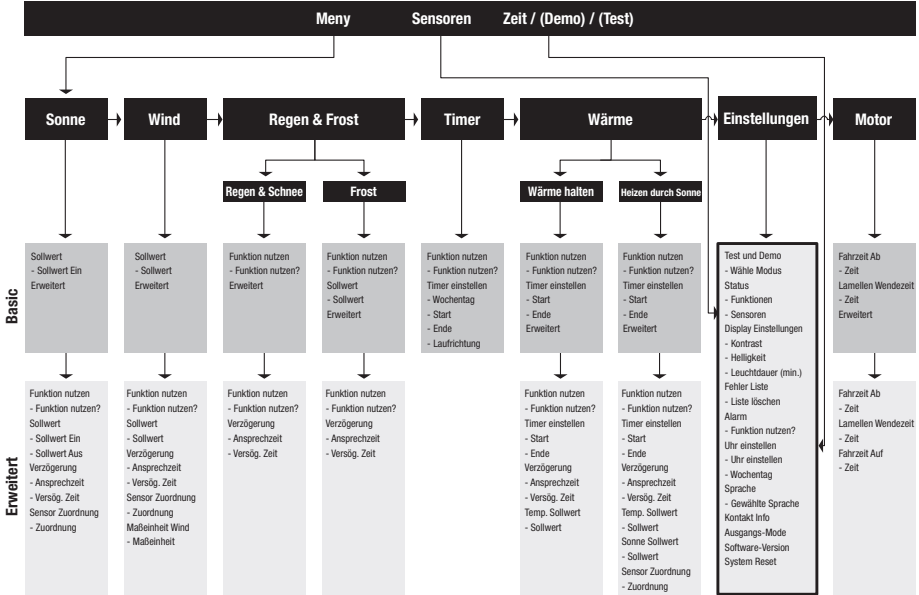 Meny Sensoren Zeit / (Demo) / (Test)
Sonne Wind Regen & Frost Timer Wärme Einstellungen Motor
Regen & Schnee Frost Wärme halten Heizen durch Sonne
Basic
Sollwert
- Sollwert Ein
Erweitert
Sollwert
- Sollwert
Erweitert
Funktion nutzen
- Funktion nutzen?
Erweitert
Funktion nutzen
- Funktion nutzen?
Sollwert
- Sollwert
Erweitert
Funktion nutzen
- Funktion nutzen?
Timer einstellen
- Wochentag
- Start
- Ende
- Laufrichtung
Funktion nutzen
- Funktion nutzen?
Timer einstellen
- Start
- Ende
Erweitert
Funktion nutzen
- Funktion nutzen?
Timer einstellen
- Start
- Ende
Erweitert
Test und Demo
- Wähle Modus
Status
- Funktionen
- Sensoren
Display Einstellungen
- Kontrast
- Helligkeit
- Leuchtdauer (min.)
Fehler Liste
- Liste löschen
Alarm
- Funktion nutzen?
Uhr einstellen
- Uhr einstellen
- Wochentag
Sprache
- Gewählte Sprache
Kontakt Info
Ausgangs-Mode
Software-Version
System Reset
Fahrzeit Ab
- Zeit
Lamellen Wendezeit
- Zeit
Erweitert
Erweitert
Funktion nutzen
- Funktion nutzen?
Sollwert
- Sollwert Ein
- Sollwert Aus
Verzögerung
- Ansprechzeit
- Versög. Zeit
Sensor Zuordnung
- Zuordnung
Funktion nutzen
- Funktion nutzen?
Sollwert
- Sollwert
Verzögerung
- Ansprechzeit
- Versög. Zeit
Sensor Zuordnung
- Zuordnung
Maßeinheit Wind
- Maßeinheit
Funktion nutzen
- Funktion nutzen?
Verzögerung
- Ansprechzeit
- Versög. Zeit
Funktion nutzen
- Funktion nutzen?
Verzögerung
- Ansprechzeit
- Versög. Zeit
Funktion nutzen
- Funktion nutzen?
Timer einstellen
- Start
- Ende
Verzögerung
- Ansprechzeit
- Versög. Zeit
Temp. Sollwert
- Sollwert
Funktion nutzen
- Funktion nutzen?
Timer einstellen
- Start
- Ende
Verzögerung
- Ansprechzeit
- Versög. Zeit
Temp. Sollwert
- Sollwert
Sonne Sollwert
- Sollwert
Sensor Zuordnung
- Zuordnung
Fahrzeit Ab
- Zeit
Lamellen Wendezeit
- Zeit
Fahrzeit Auf
- Zeit